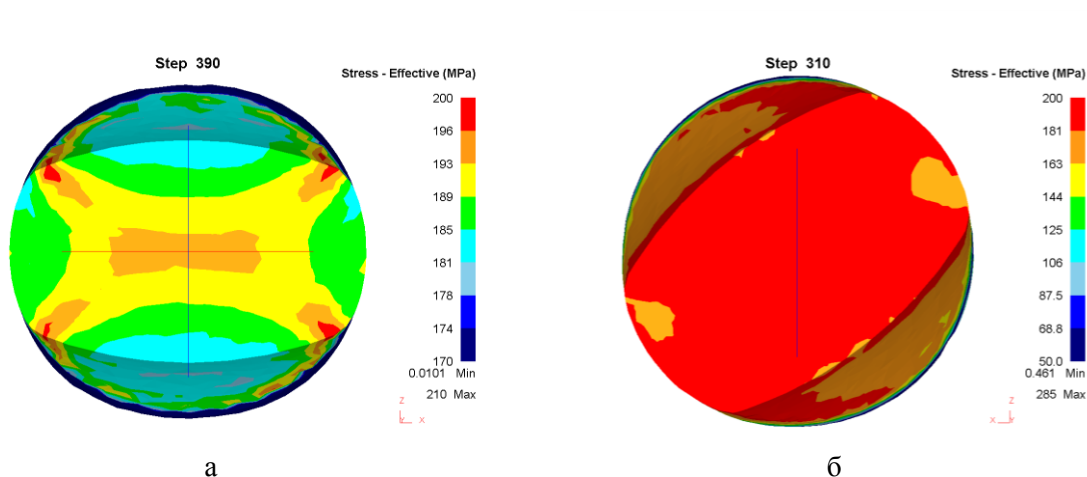 Step 390
Stress - Effective (MPa)
200
196
193
189
185
181
178
174
170
0.0101 Min
210 Max
z
x
Step 310
Stress - Effective (MPa)
200
181
163
144
125
106
87.5
68.8
50.0
0.461 Min
285 Max
z
x
а
б